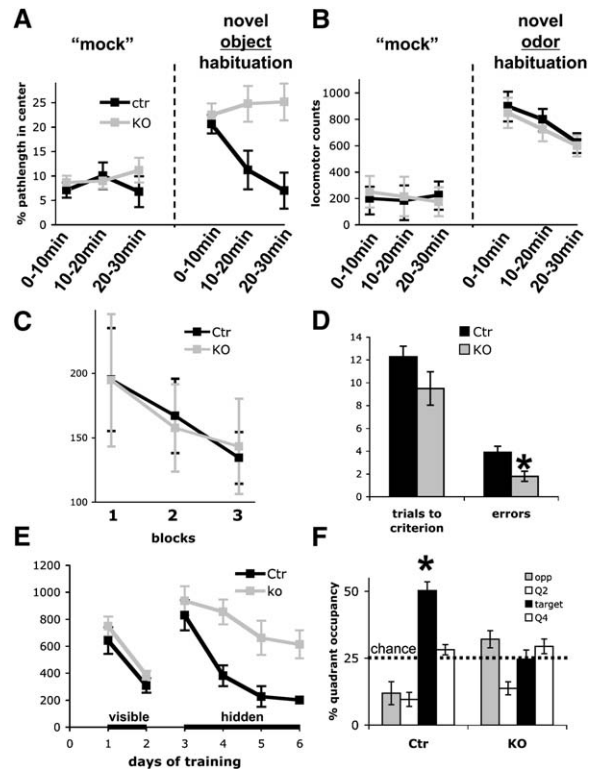 A
"mock"
novel
object
habituation
ctr
KO
% pathlength in center
25
20
15
10
5
0
0-10min
10-20min
20-30min
0-10min
10-20min
20-30min
B
"mock"
novel
odor
habituation
locomotor counts
1000
800
600
400
200
0
0-10min
10-20min
20-30min
0-10min
10-20min
20-30min
C
Ctr
KO
200
150
100
1 2 3
blocks
D
Ctr
KO
14
12
10
8
6
4
2
0
*
trials to
criterion
errors
E
Ctr
ko
1200
1000
800
600
400
200
0
visible
hidden
0 1 2 3 4 5 6
days of training
F
opp
Q2
target
Q4
% quadrant occupancy
50
25
0
*
chance
Ctr KO